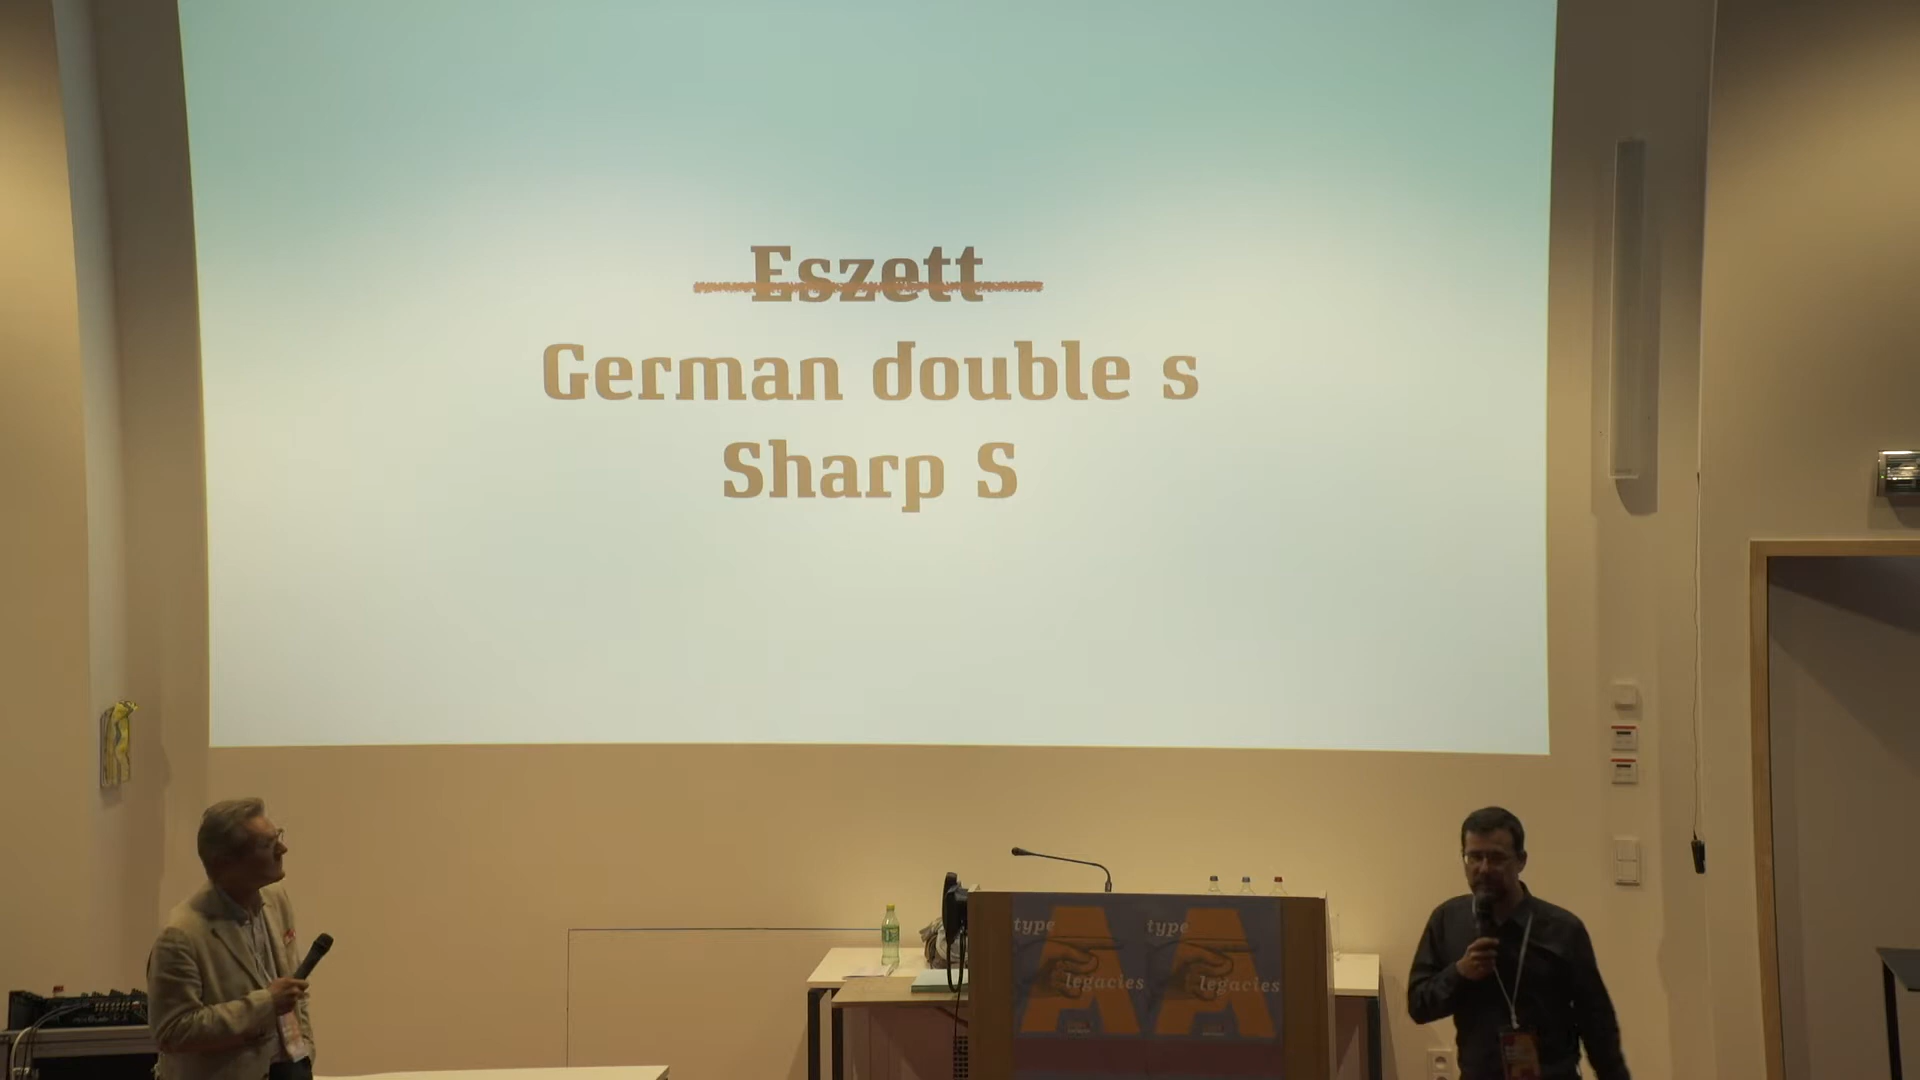 Eszett
German double s
Sharp S
type
legacies
type
legacies